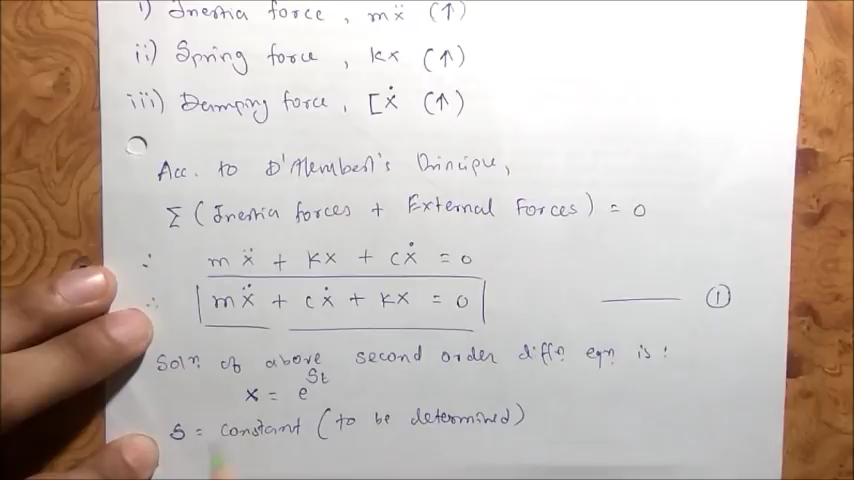 i) Inertia force, mẍ (↑)
ii) Spring force, kx (↑)
iii) Damping force, [ẋ (↑)
Acc. to D'Alembert's Principle,
Σ (Inertia forces + External Forces) = 0
∴ mẍ + kx + cẋ = 0
∴ mẍ + cẋ + kx = 0 —— ①
Soln of above second order diffn eqn is :
x = e^St
S = constant (to be determined)